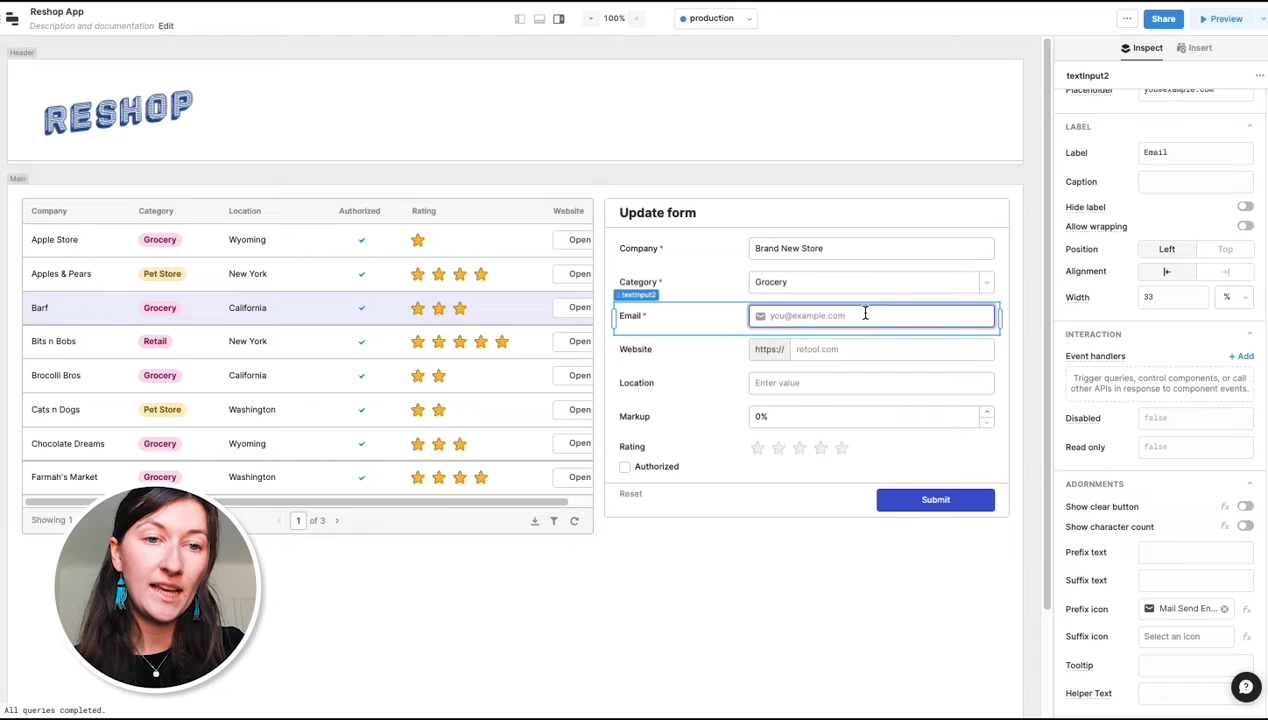 Reshop App
Description and documentation Edit
- 100% +
production
Share
Preview
Header
RESHOP
Main
Company Category Location Authorized Rating Website
Apple Store Grocery Wyoming Open
Apples & Pears Pet Store New York Open
Barf Grocery California Open
Bits n Bobs Retail New York Open
Brocolli Bros Grocery California Open
Cats n Dogs Pet Store Washington Open
Chocolate Dreams Grocery Wyoming Open
Farmah's Market Grocery Washington Open
Showing 1
1 of 3
Update form
Company * Brand New Store
Category * Grocery
textInput2
Email * you@example.com
Website https:// retool.com
Location Enter value
Markup 0%
Rating
Authorized
Reset Submit
All queries completed.
Inspect Insert
textInput2
Placeholder you@example.com
LABEL
Label Email
Caption
Hide label
Allow wrapping
Position Left Top
Alignment
Width 33 %
INTERACTION
Event handlers + Add
Trigger queries, control components, or call
other APIs in response to component events.
Disabled false
Read only false
ADORNMENTS
Show clear button fx
Show character count fx
Prefix text
Suffix text
Prefix icon Mail Send En... fx
Suffix icon Select an icon fx
Tooltip
Helper Text
?